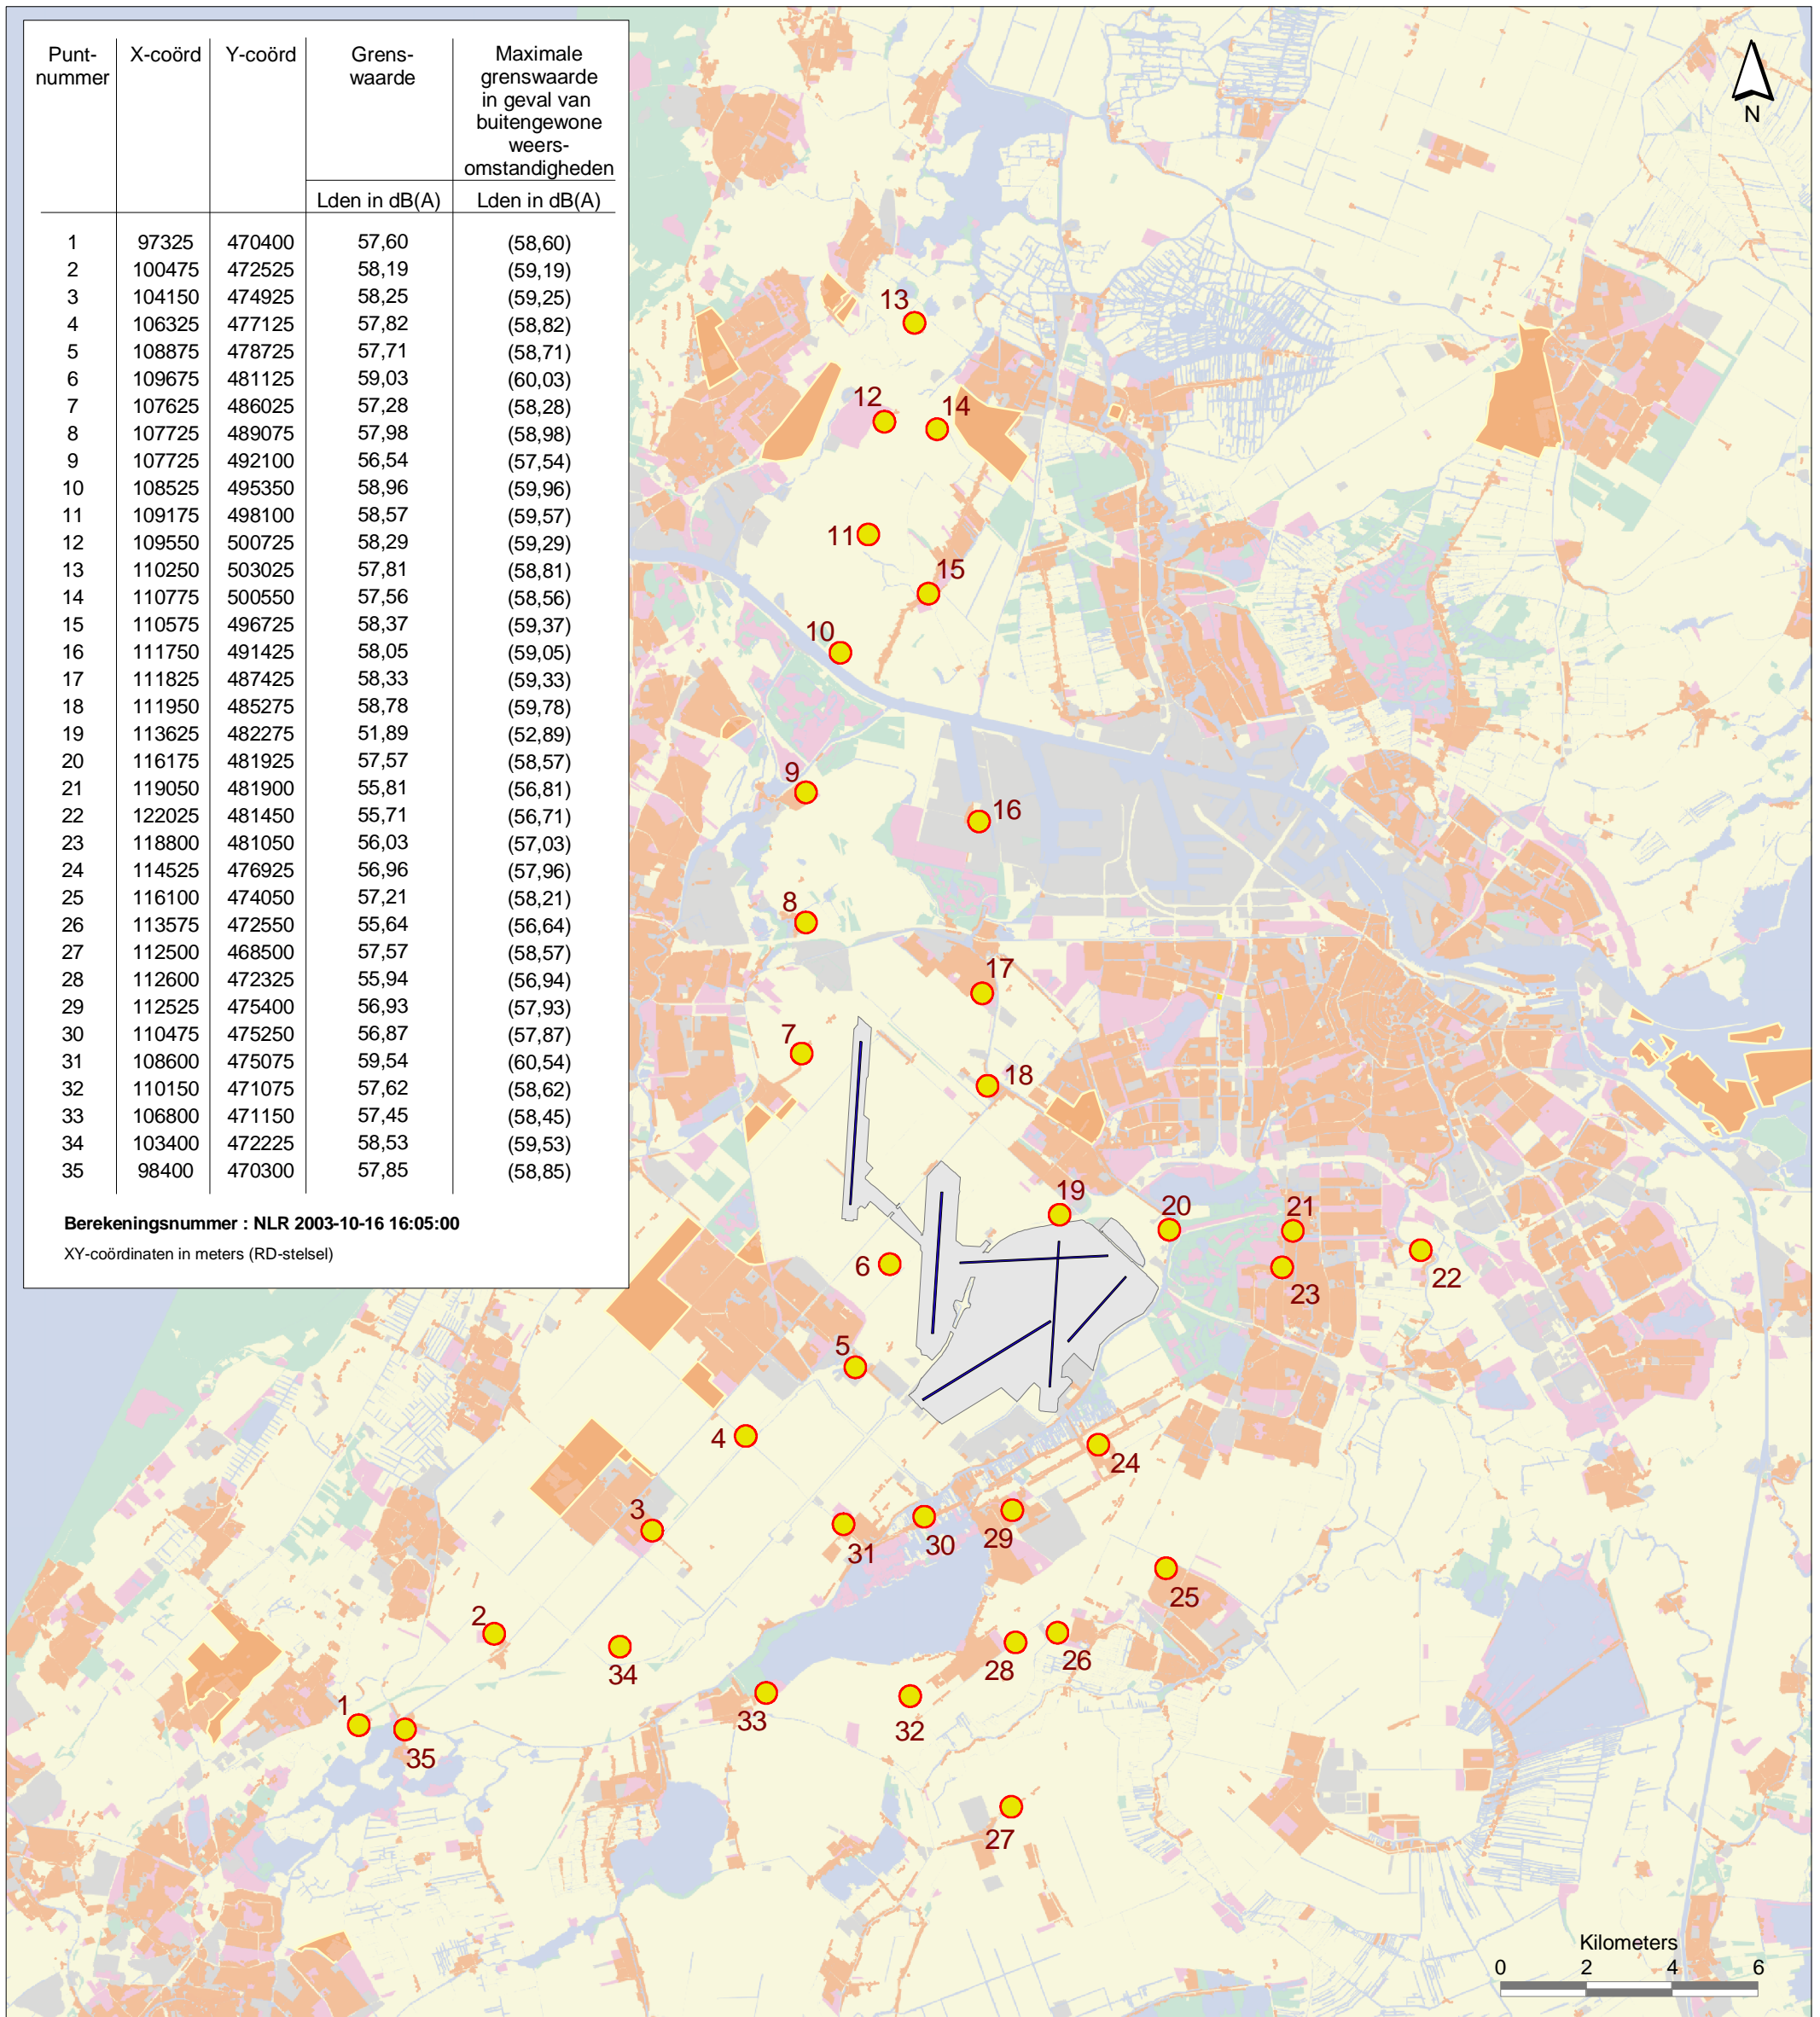 Punt-
nummer
X-coörd
Y-coörd
Grens-
waarde
Maximale
grenswaarde
in geval van
buitengewone
weers-
omstandigheden
Lden in dB(A)
Lden in dB(A)
1 97325 470400 57,60 (58,60)
2 100475 472525 58,19 (59,19)
3 104150 474925 58,25 (59,25)
4 106325 477125 57,82 (58,82)
5 108875 478725 57,71 (58,71)
6 109675 481125 59,03 (60,03)
7 107625 486025 57,28 (58,28)
8 107725 489075 57,98 (58,98)
9 107725 492100 56,54 (57,54)
10 108525 495350 58,96 (59,96)
11 109175 498100 58,57 (59,57)
12 109550 500725 58,29 (59,29)
13 110250 503025 57,81 (58,81)
14 110775 500550 57,56 (58,56)
15 110575 496725 58,37 (59,37)
16 111750 491425 58,05 (59,05)
17 111825 487425 58,33 (59,33)
18 111950 485275 58,78 (59,78)
19 113625 482275 51,89 (52,89)
20 116175 481925 57,57 (58,57)
21 119050 481900 55,81 (56,81)
22 122025 481450 55,71 (56,71)
23 118800 481050 56,03 (57,03)
24 114525 476925 56,96 (57,96)
25 116100 474050 57,21 (58,21)
26 113575 472550 55,64 (56,64)
27 112500 468500 57,57 (58,57)
28 112600 472325 55,94 (56,94)
29 112525 475400 56,93 (57,93)
30 110475 475250 56,87 (57,87)
31 108600 475075 59,54 (60,54)
32 110150 471075 57,62 (58,62)
33 106800 471150 57,45 (58,45)
34 103400 472225 58,53 (59,53)
35 98400 470300 57,85 (58,85)
Berekeningsnummer : NLR 2003-10-16 16:05:00
XY-coördinaten in meters (RD-stelsel)
N
13
12
14
11
15
10
9
16
8
17
7
18
19
20
21
6
22
23
5
4
24
3
31
30
29
25
2
34
28
26
1
33
32
35
27
Kilometers
0 2 4 6